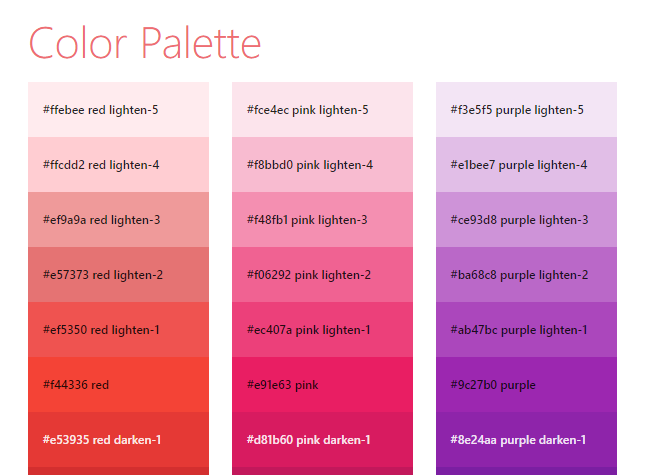 Color Palette
#ffebee red lighten-5
#ffcdd2 red lighten-4
#ef9a9a red lighten-3
#e57373 red lighten-2
#ef5350 red lighten-1
#f44336 red
#e53935 red darken-1
#fce4ec pink lighten-5
#f8bbd0 pink lighten-4
#f48fb1 pink lighten-3
#f06292 pink lighten-2
#ec407a pink lighten-1
#e91e63 pink
#d81b60 pink darken-1
#f3e5f5 purple lighten-5
#e1bee7 purple lighten-4
#ce93d8 purple lighten-3
#ba68c8 purple lighten-2
#ab47bc purple lighten-1
#9c27b0 purple
#8e24aa purple darken-1